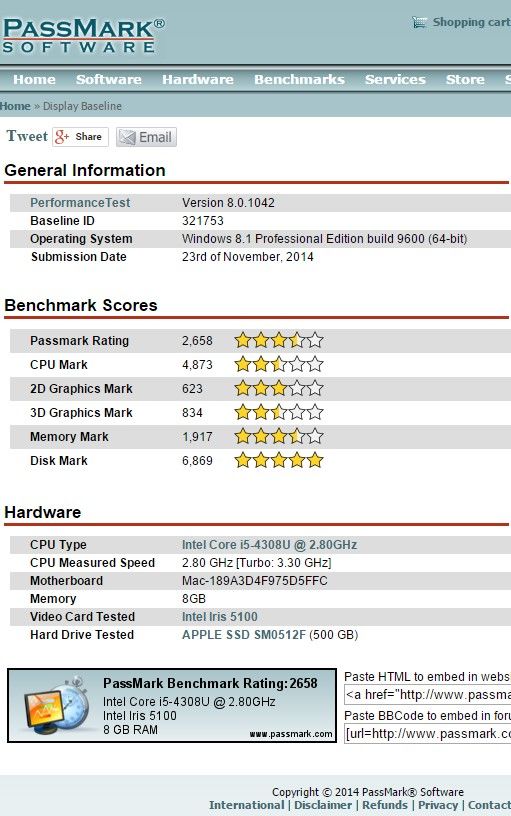 PASSMARK®
SOFTWARE
Shopping cart
Home Software Hardware Benchmarks Services Store S
Home » Display Baseline
Tweet Share Email
General Information
PerformanceTest Version 8.0.1042
Baseline ID 321753
Operating System Windows 8.1 Professional Edition build 9600 (64-bit)
Submission Date 23rd of November, 2014
Benchmark Scores
Passmark Rating 2,658
CPU Mark 4,873
2D Graphics Mark 623
3D Graphics Mark 834
Memory Mark 1,917
Disk Mark 6,869
Hardware
CPU Type Intel Core i5-4308U @ 2.80GHz
CPU Measured Speed 2.80 GHz [Turbo: 3.30 GHz]
Motherboard Mac-189A3D4F975D5FFC
Memory 8GB
Video Card Tested Intel Iris 5100
Hard Drive Tested APPLE SSD SM0512F (500 GB)
PassMark Benchmark Rating:2658
Intel Core i5-4308U @ 2.80GHz
Intel Iris 5100
8 GB RAM
www.passmark.com
Paste HTML to embed in webs
<a href="http://www.passma
Paste BBCode to embed in foru
[url=http://www.passmark.co
Copyright © 2014 PassMark® Software
International | Disclaimer | Refunds | Privacy | Contact